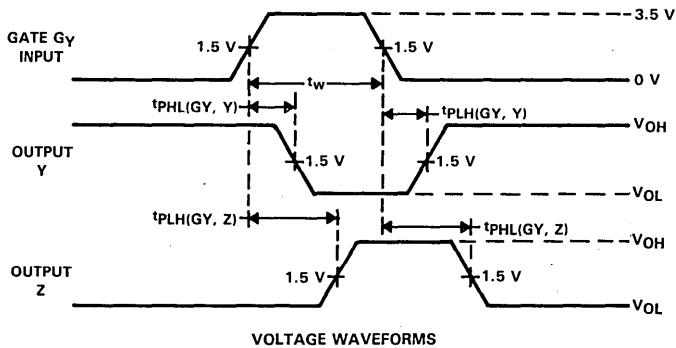 3.5 V
GATE GY
INPUT
1.5 V
1.5 V
tw
0 V
tPHL(GY, Y)
tPLH(GY, Y)
VOH
OUTPUT
Y
1.5 V
1.5 V
VOL
tPLH(GY, Z)
tPHL(GY, Z)
VOH
OUTPUT
Z
1.5 V
1.5 V
VOL
VOLTAGE WAVEFORMS